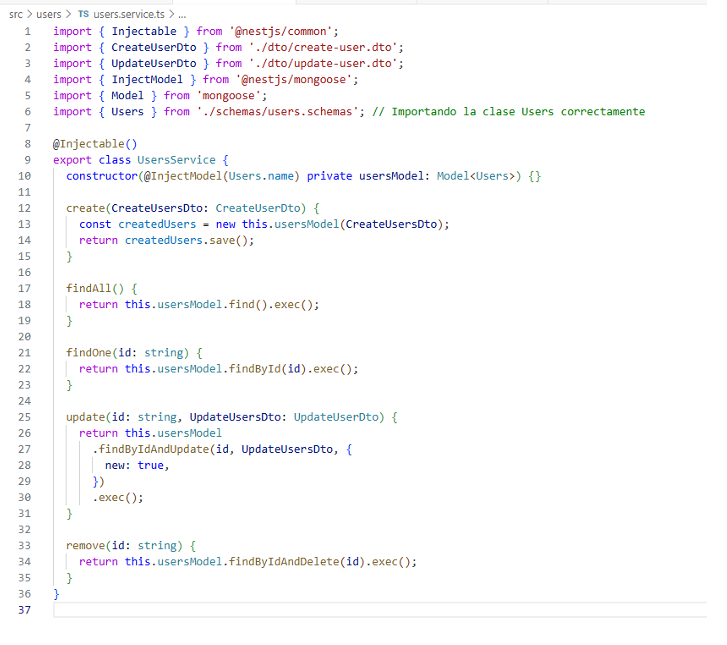 src > users > TS users.service.ts > ...
1 import { Injectable } from '@nestjs/common';
2 import { CreateUserDto } from './dto/create-user.dto';
3 import { UpdateUserDto } from './dto/update-user.dto';
4 import { InjectModel } from '@nestjs/mongoose';
5 import { Model } from 'mongoose';
6 import { Users } from './schemas/users.schemas'; // Importando la clase Users correctamente
7
8 @Injectable()
9 export class UsersService {
10   constructor(@InjectModel(Users.name) private usersModel: Model<Users>) {}
11
12   create(CreateUsersDto: CreateUserDto) {
13     const createdUsers = new this.usersModel(CreateUsersDto);
14     return createdUsers.save();
15   }
16
17   findAll() {
18     return this.usersModel.find().exec();
19   }
20
21   findOne(id: string) {
22     return this.usersModel.findById(id).exec();
23   }
24
25   update(id: string, UpdateUsersDto: UpdateUserDto) {
26     return this.usersModel
27       .findByIdAndUpdate(id, UpdateUsersDto, {
28         new: true,
29       })
30       .exec();
31   }
32
33   remove(id: string) {
34     return this.usersModel.findByIdAndDelete(id).exec();
35   }
36 }
37